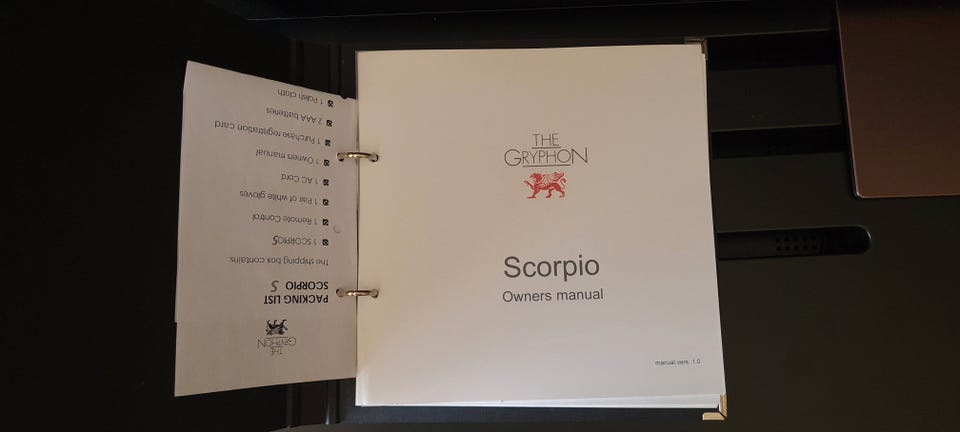 THE
GRYPHON
PACKING LIST
SCORPIO S
The shipping box contains:
1 SCORPIO S
1 Remote Control
1 Pair of white gloves
1 AC Cord
1 Owners manual
1 Purchase registration card
2 AAA batteries
1 Polish cloth
THE
GRYPHON
Scorpio
Owners manual
manual vers. 1.0